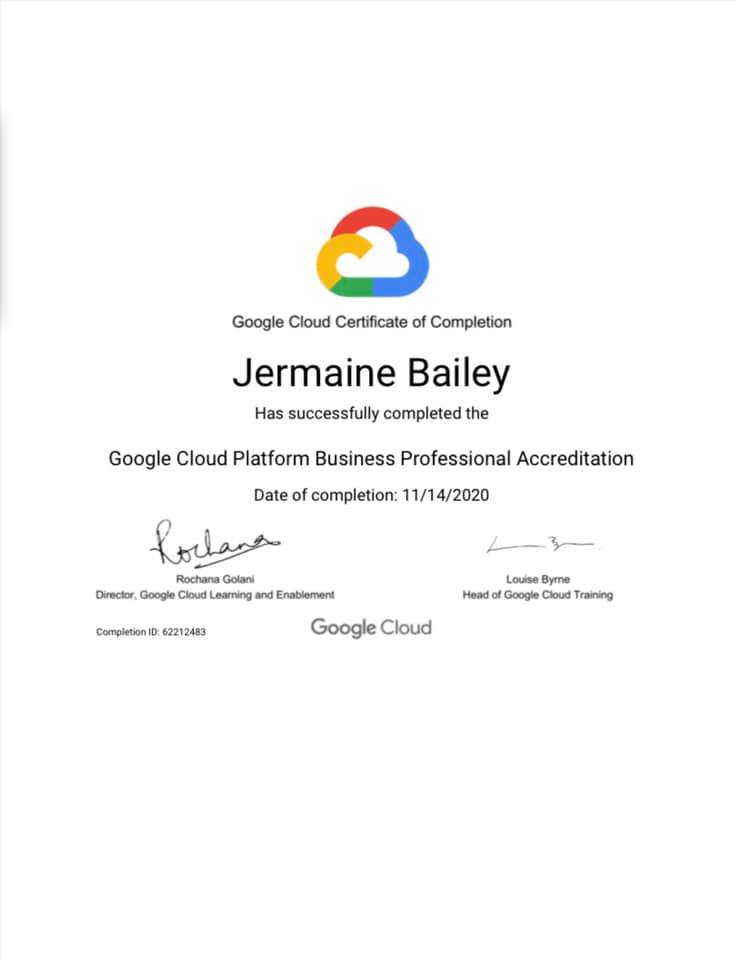 Google Cloud Certificate of Completion
Jermaine Bailey
Has successfully completed the
Google Cloud Platform Business Professional Accreditation
Date of completion: 11/14/2020
Rochana
Rochana Golani
Director, Google Cloud Learning and Enablement
Louise Byrne
Head of Google Cloud Training
Completion ID: 62212483
Google Cloud